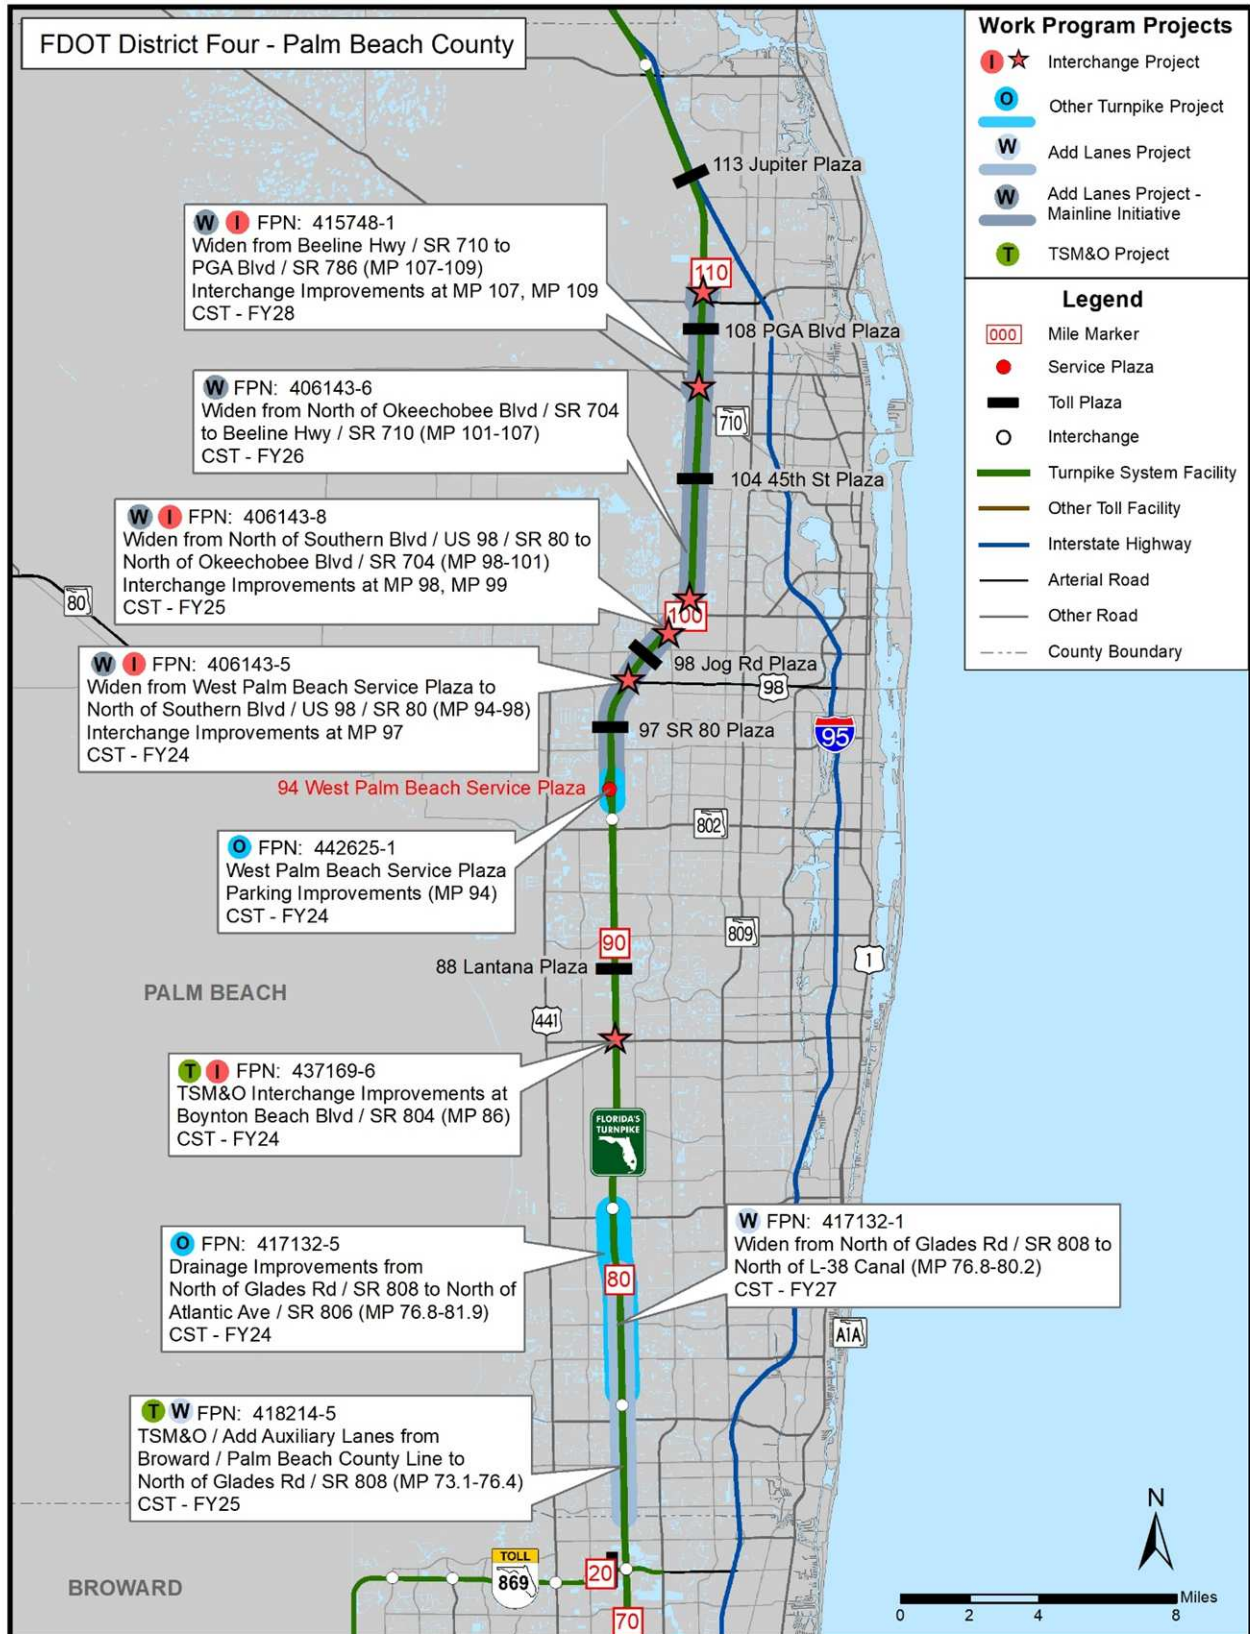 FDOT District Four - Palm Beach County
Work Program Projects
I Interchange Project
O Other Turnpike Project
W Add Lanes Project
W Add Lanes Project -
Mainline Initiative
T TSM&O Project
Legend
000 Mile Marker
Service Plaza
Toll Plaza
Interchange
Turnpike System Facility
Other Toll Facility
Interstate Highway
Arterial Road
Other Road
County Boundary
113 Jupiter Plaza
W I FPN: 415748-1
Widen from Beeline Hwy / SR 710 to
PGA Blvd / SR 786 (MP 107-109)
Interchange Improvements at MP 107, MP 109
CST - FY28
110
108 PGA Blvd Plaza
W FPN: 406143-6
Widen from North of Okeechobee Blvd / SR 704
to Beeline Hwy / SR 710 (MP 101-107)
CST - FY26
710
104 45th St Plaza
W I FPN: 406143-8
Widen from North of Southern Blvd / US 98 / SR 80 to
North of Okeechobee Blvd / SR 704 (MP 98-101)
Interchange Improvements at MP 98, MP 99
CST - FY25
80
100
98 Jog Rd Plaza
W I FPN: 406143-5
Widen from West Palm Beach Service Plaza to
North of Southern Blvd / US 98 / SR 80 (MP 94-98)
Interchange Improvements at MP 97
CST - FY24
98
97 SR 80 Plaza
95
94 West Palm Beach Service Plaza
802
O FPN: 442625-1
West Palm Beach Service Plaza
Parking Improvements (MP 94)
CST - FY24
809
90
1
88 Lantana Plaza
PALM BEACH
441
T I FPN: 437169-6
TSM&O Interchange Improvements at
Boynton Beach Blvd / SR 804 (MP 86)
CST - FY24
FLORIDA'S
TURNPIKE
W FPN: 417132-1
Widen from North of Glades Rd / SR 808 to
North of L-38 Canal (MP 76.8-80.2)
CST - FY27
O FPN: 417132-5
Drainage Improvements from
North of Glades Rd / SR 808 to North of
Atlantic Ave / SR 806 (MP 76.8-81.9)
CST - FY24
80
A1A
T W FPN: 418214-5
TSM&O / Add Auxiliary Lanes from
Broward / Palm Beach County Line to
North of Glades Rd / SR 808 (MP 73.1-76.4)
CST - FY25
N
TOLL
869
20
BROWARD
70
Miles
0 2 4 8